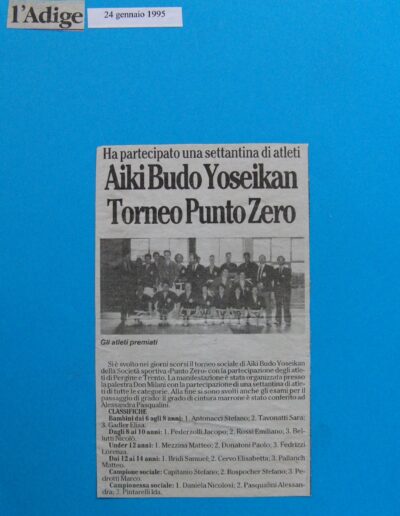 l'Adige
24 gennaio 1995
Ha partecipato una settantina di atleti
Aiki Budo Yoseikan
Torneo Punto Zero
Gli atleti premiati
Si è svolto nei giorni scorsi il torneo sociale di Aiki Budo Yoseikan
della Società sportiva «Punto Zero» con la partecipazione degli atle-
ti di Pergine e Trento. La manifestazione è stata organizzata presso
la palestra Don Milani con la partecipazione di una settantina di atle-
ti di tutte le categorie. Alla fine si sono svolti anche gli esami per il
passaggio di grado: il grado di cintura marrone è stato conferito ad
Alessandra Pasqualini.
CLASSIFICHE
Bambini dai 6 agli 8 anni: 1. Antonacci Stefano; 2. Tavonatti Sara;
3. Gadler Elisa.
Dagli 8 ai 10 anni: 1. Federzolli Jacopo; 2. Rossi Emiliano; 3. Bel-
lutti Nicolò.
Under 12 anni: 1. Mezzina Matteo; 2. Donatoni Paolo; 3. Fedrizzi
Lorenza.
Dai 12 ai 14 anni: 1. Bridi Samuel; 2. Cervo Elisabetta; 3. Pallanch
Matteo.
Campione sociale: Capitanio Stefano; 2. Bospocher Stefano; 3. Pe-
drotti Marco.
Campionessa sociale: 1. Daniela Nicolosi; 2. Pasqualini Alessan-
dra; 3. Pintarelli Ida.